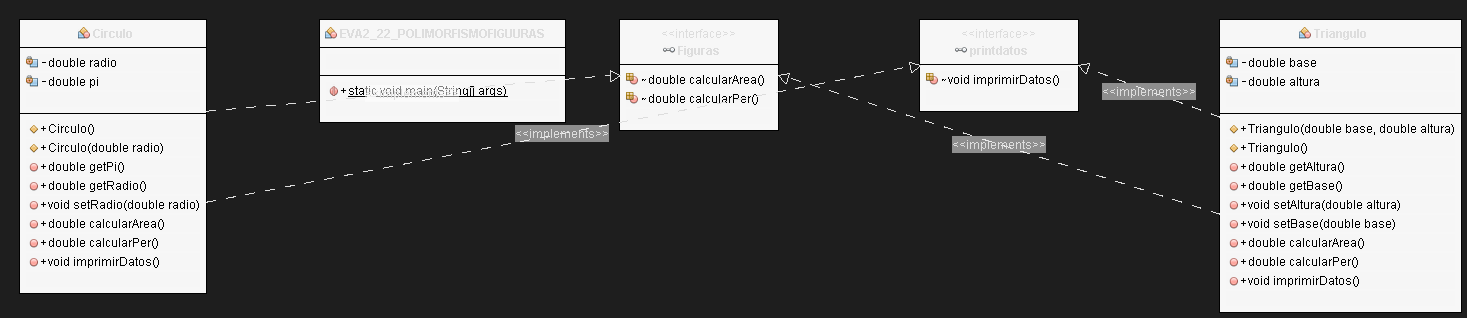 Circulo
- double radio
- double pi
+ Circulo()
+ Circulo(double radio)
+ double getPi()
+ double getRadio()
+ void setRadio(double radio)
+ double calcularArea()
+ double calcularPer()
+ void imprimirDatos()
EVA2_22_POLIMORFISMOFIGUURAS
+ static void main(String[] args)
<<implements>>
<<interface>>
Figuras
~ double calcularArea()
~ double calcularPer()
<<interface>>
printdatos
~ void imprimirDatos()
<<implements>>
<<implements>>
Triangulo
- double base
- double altura
+ Triangulo(double base, double altura)
+ Triangulo()
+ double getAltura()
+ double getBase()
+ void setAltura(double altura)
+ void setBase(double base)
+ double calcularArea()
+ double calcularPer()
+ void imprimirDatos()